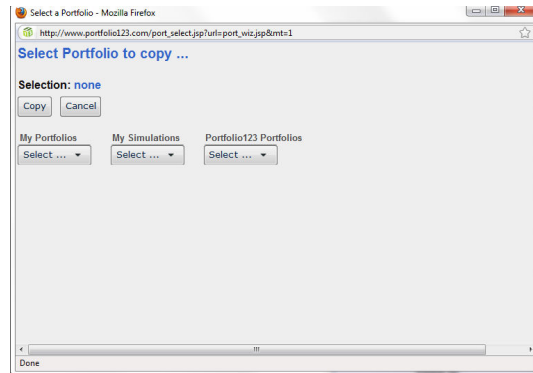 Select a Portfolio - Mozilla Firefox
http://www.portfolio123.com/port_select.jsp?url=port_wiz.jsp&mt=1
Select Portfolio to copy ...
Selection: none
Copy Cancel
My Portfolios My Simulations Portfolio123 Portfolios
Select ... Select ... Select ...
Done